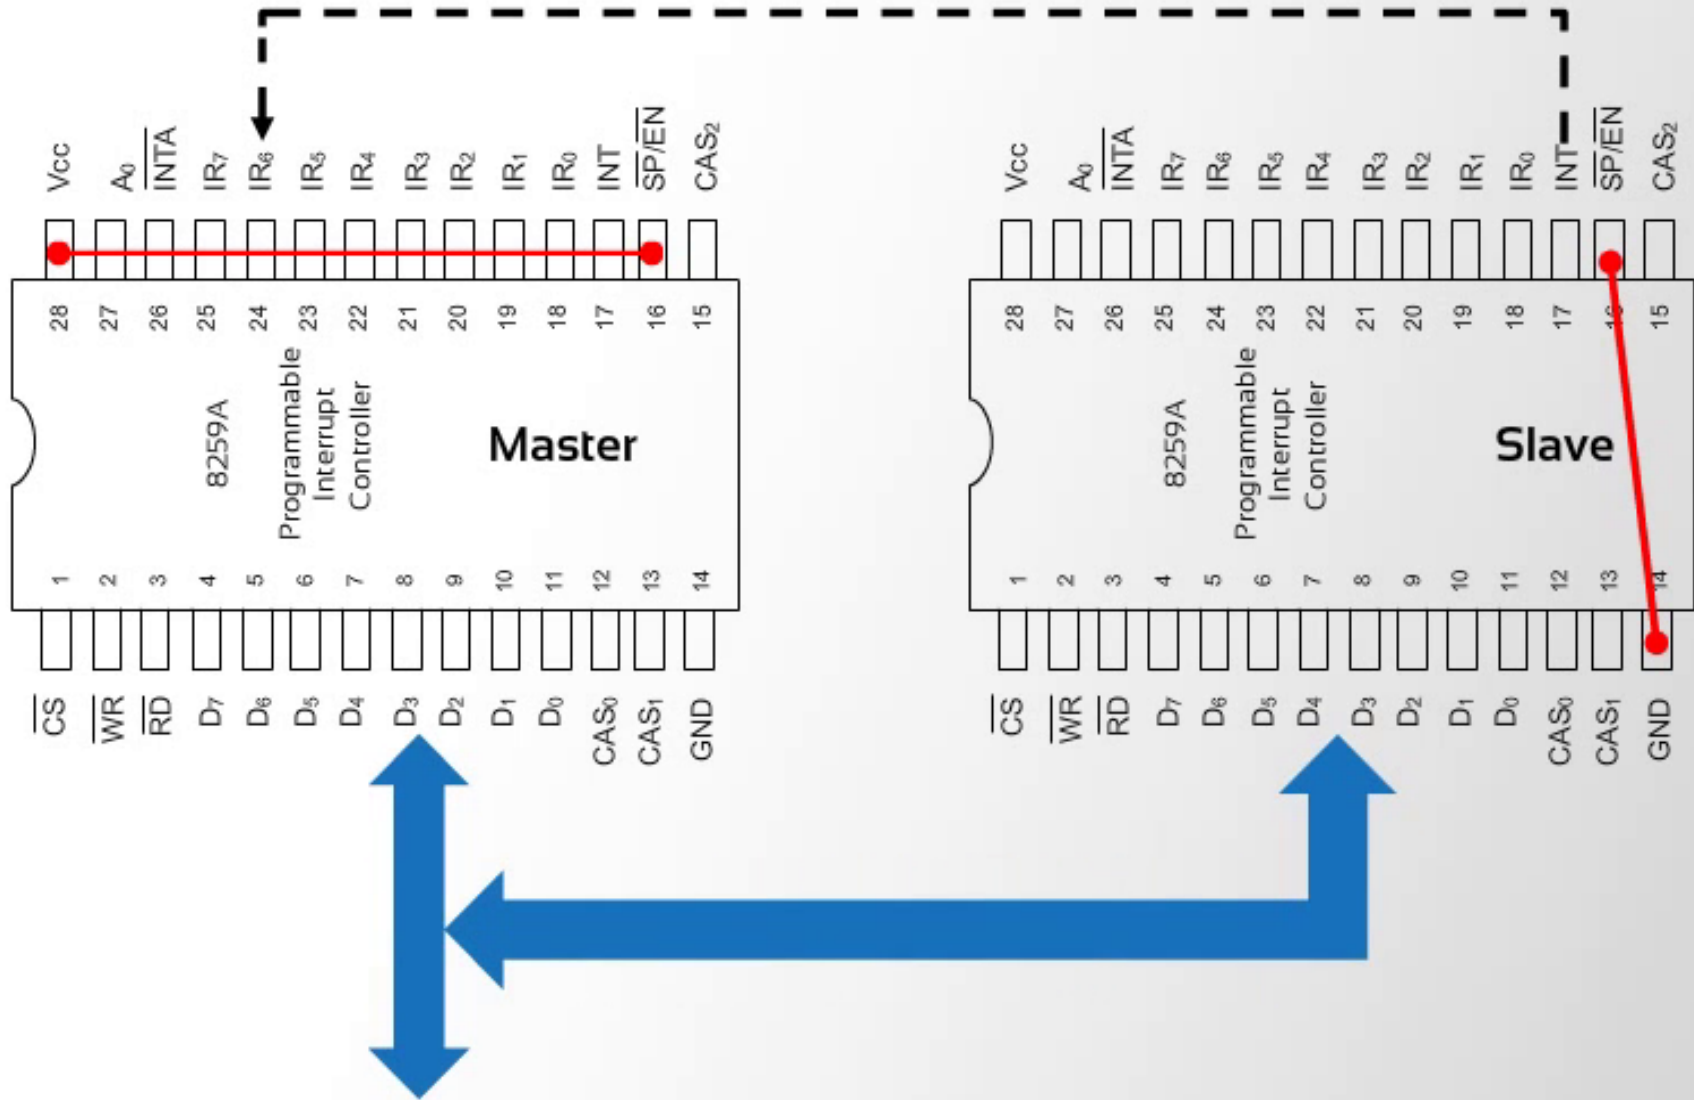 Vcc
A0
INTA
IR7
IR6
IR5
IR4
IR3
IR2
IR1
IR0
INT
SP/EN
CAS2
28
27
26
25
24
23
22
21
20
19
18
17
16
15
8259A
Programmable
Interrupt
Controller
Master
1
2
3
4
5
6
7
8
9
10
11
12
13
14
CS
WR
RD
D7
D6
D5
D4
D3
D2
D1
D0
CAS0
CAS1
GND
Vcc
A0
INTA
IR7
IR6
IR5
IR4
IR3
IR2
IR1
IR0
INT
SP/EN
CAS2
28
27
26
25
24
23
22
21
20
19
18
17
16
15
8259A
Programmable
Interrupt
Controller
Slave
1
2
3
4
5
6
7
8
9
10
11
12
13
14
CS
WR
RD
D7
D6
D5
D4
D3
D2
D1
D0
CAS0
CAS1
GND